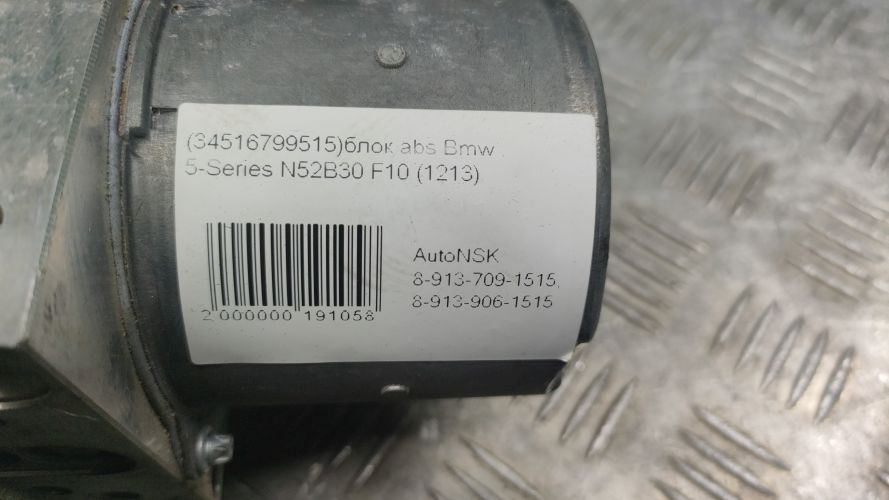 (34516799515)блок abs Bmw
5-Series N52B30 F10 (1213)
AutoNSK
8-913-709-1515,
8-913-906-1515
2 000000 191058